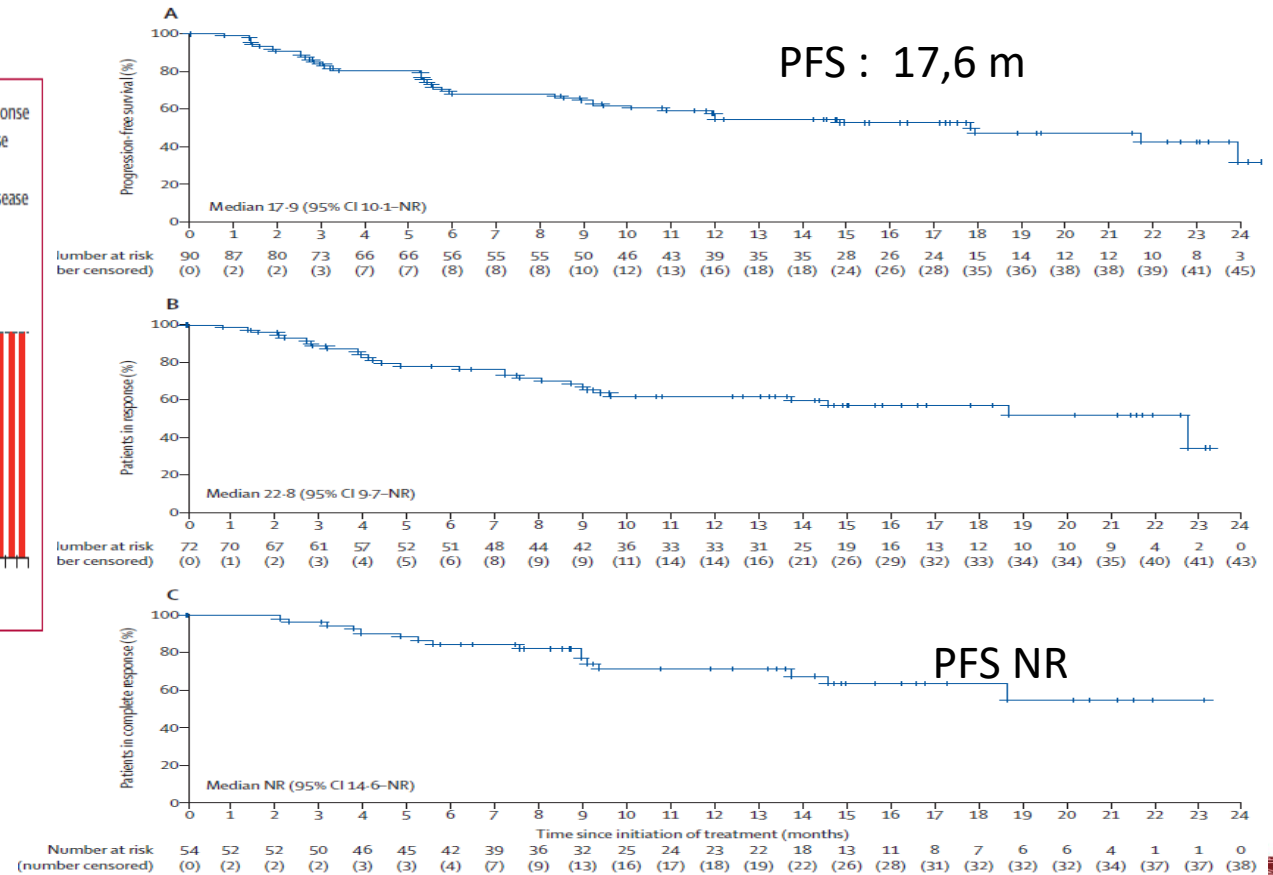 onse
se
sease
A
PFS : 17,6 m
Progression-free survival (%)
100
80
60
40
20
0
Median 17·9 (95% CI 10·1–NR)
0 1 2 3 4 5 6 7 8 9 10 11 12 13 14 15 16 17 18 19 20 21 22 23 24
lumber at risk 90 87 80 73 66 66 56 55 55 50 46 43 39 35 35 28 26 24 15 14 12 12 10 8 3
ber censored) (0) (2) (2) (3) (7) (7) (8) (8) (8) (10) (12) (13) (16) (18) (18) (24) (26) (28) (35) (36) (38) (38) (39) (41) (45)
B
Patients in response (%)
100
80
60
40
20
0
Median 22·8 (95% CI 9·7–NR)
0 1 2 3 4 5 6 7 8 9 10 11 12 13 14 15 16 17 18 19 20 21 22 23 24
lumber at risk 72 70 67 61 57 52 51 48 44 42 36 33 33 31 25 19 16 13 12 10 10 9 4 2 0
ber censored) (0) (1) (2) (3) (4) (5) (6) (8) (9) (9) (11) (14) (14) (16) (21) (26) (29) (32) (33) (34) (34) (35) (40) (41) (43)
C
PFS NR
Patients in complete response (%)
100
80
60
40
20
0
Median NR (95% CI 14·6–NR)
0 1 2 3 4 5 6 7 8 9 10 11 12 13 14 15 16 17 18 19 20 21 22 23 24
Time since initiation of treatment (months)
Number at risk 54 52 52 50 46 45 42 39 36 32 25 24 23 22 18 13 11 8 7 6 6 4 1 1 0
(number censored) (0) (2) (2) (2) (3) (3) (4) (7) (9) (13) (16) (17) (18) (19) (22) (26) (28) (31) (32) (32) (32) (34) (37) (37) (38)